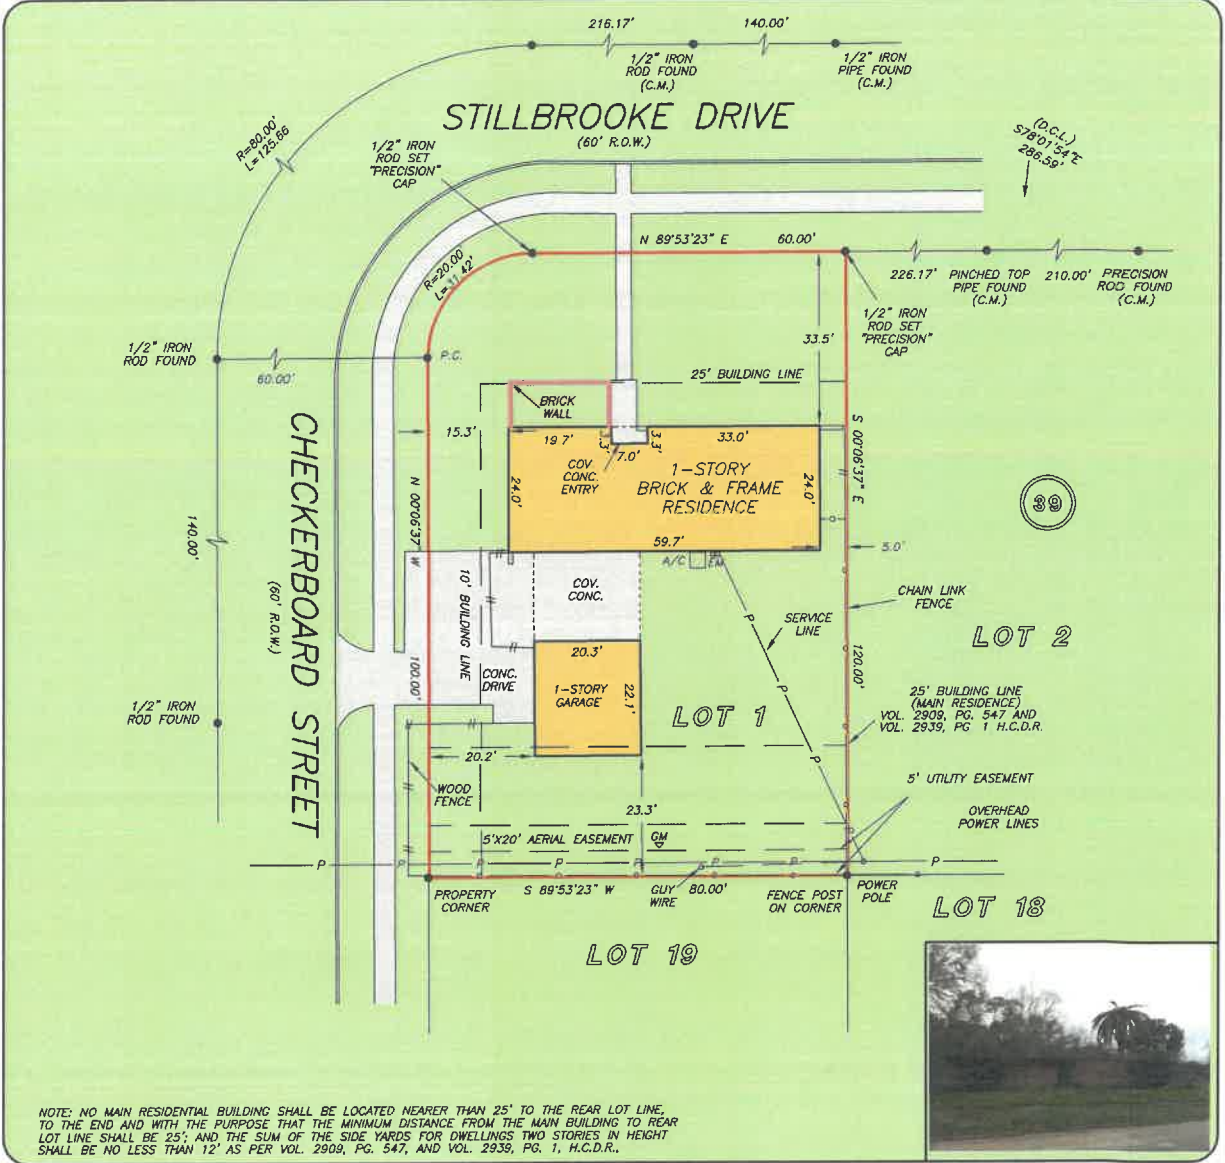 216.17'
140.00'
1/2" IRON
ROD FOUND
(C.M.)
1/2" IRON
PIPE FOUND
(C.M.)
STILLBROOKE DRIVE
(60' R.O.W.)
R=80.00'
L=125.66
1/2" IRON
ROD SET
"PRECISION"
CAP
(D.C.L.)
S78°01'54"E
286.59'
N 89°53'23" E
60.00'
R=20.00
L=31.42'
226.17'
PINCHED TOP
PIPE FOUND
(C.M.)
210.00'
PRECISION
ROD FOUND
(C.M.)
1/2" IRON
ROD SET
"PRECISION"
CAP
33.5'
1/2" IRON
ROD FOUND
60.00'
P.C.
25' BUILDING LINE
BRICK
WALL
15.3'
19.7'
3.3'
7.0'
3.3'
33.0'
COV.
CONC.
ENTRY
1-STORY
BRICK & FRAME
RESIDENCE
24.0'
24.0'
59.7'
S 00°06'37" E
39
CHECKERBOARD STREET
(60' R.O.W.)
140.00'
N 00°06'37" W
A/C
EM
5.0'
COV.
CONC.
10' BUILDING LINE
CHAIN LINK
FENCE
SERVICE
LINE
P
LOT 2
20.3'
1-STORY
GARAGE
22.1'
CONC.
DRIVE
100.00'
120.00'
P
1/2" IRON
ROD FOUND
LOT 1
25' BUILDING LINE
(MAIN RESIDENCE)
VOL. 2909, PG. 547 AND
VOL. 2939, PG 1 H.C.D.R.
P
20.2'
WOOD
FENCE
5' UTILITY EASEMENT
23.3'
OVERHEAD
POWER LINES
5'X20' AERIAL EASEMENT
GM
P P P P P P P P
PROPERTY
CORNER
S 89°53'23" W
GUY
WIRE
80.00'
FENCE POST
ON CORNER
POWER
POLE
LOT 18
LOT 19
NOTE: NO MAIN RESIDENTIAL BUILDING SHALL BE LOCATED NEARER THAN 25' TO THE REAR LOT LINE,
TO THE END AND WITH THE PURPOSE THAT THE MINIMUM DISTANCE FROM THE MAIN BUILDING TO REAR
LOT LINE SHALL BE 25'; AND THE SUM OF THE SIDE YARDS FOR DWELLINGS TWO STORIES IN HEIGHT
SHALL BE NO LESS THAN 12' AS PER VOL. 2909, PG. 547, AND VOL. 2939, PG. 1, H.C.D.R.,